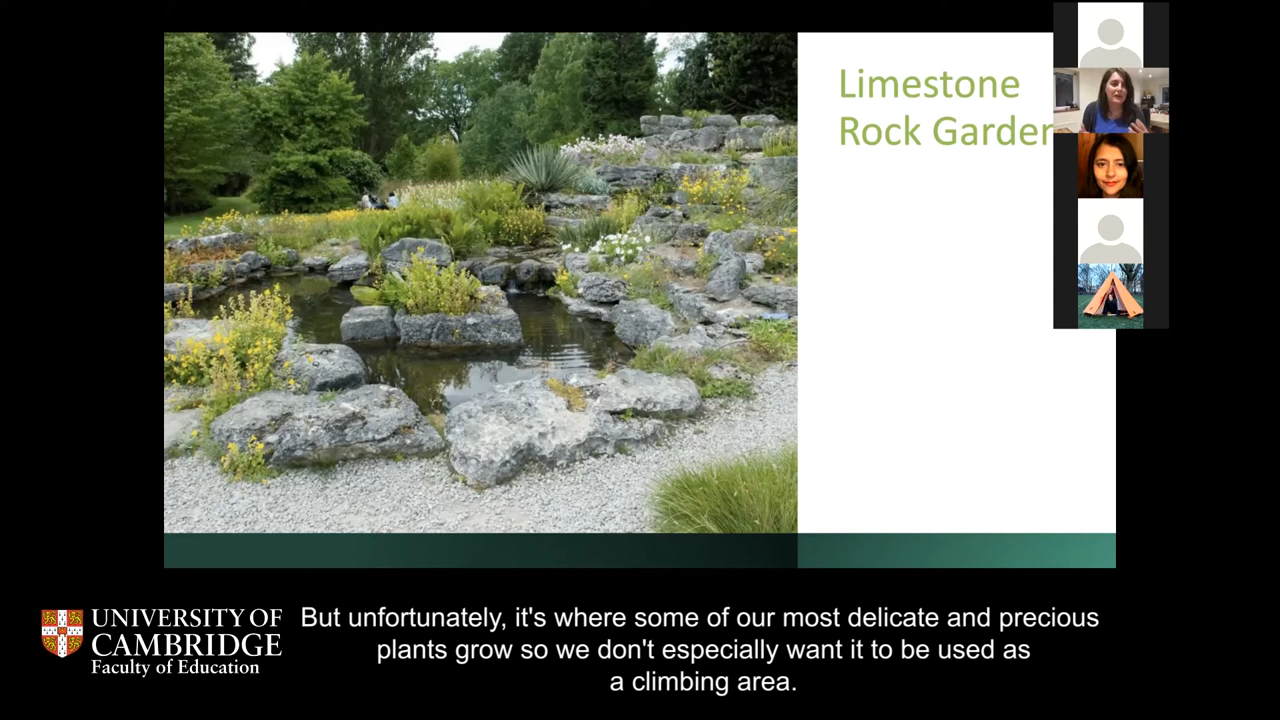 Limestone
Rock Garden
UNIVERSITY OF
CAMBRIDGE
Faculty of Education
But unfortunately, it's where some of our most delicate and precious
plants grow so we don't especially want it to be used as
a climbing area.